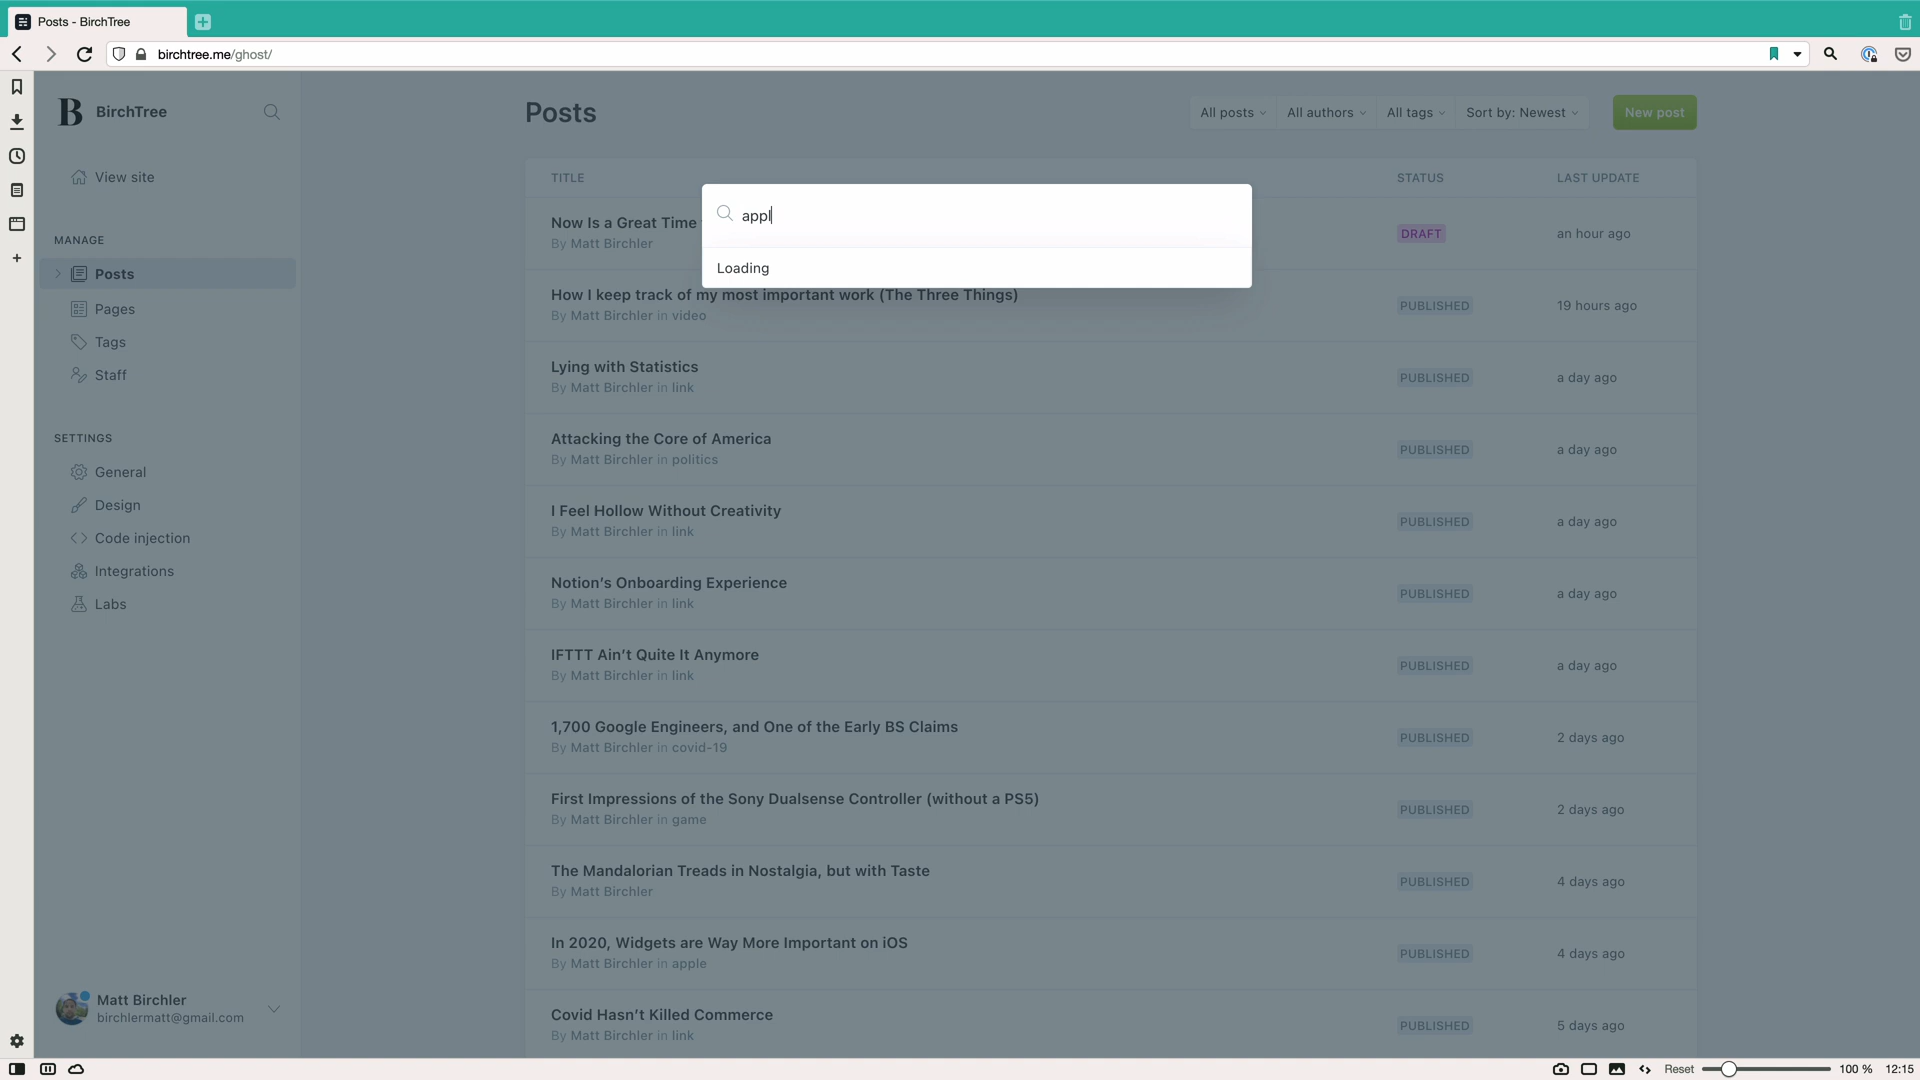 Posts - BirchTree
birchtree.me/ghost/
BirchTree
View site
MANAGE
Posts
Pages
Tags
Staff
SETTINGS
General
Design
Code injection
Integrations
Labs
Matt Birchler
birchlermatt@gmail.com
Posts
All posts
All authors
All tags
Sort by: Newest
New post
TITLE
STATUS
LAST UPDATE
appl
Loading
Now Is a Great Time
By Matt Birchler
DRAFT
an hour ago
How I keep track of my most important work (The Three Things)
By Matt Birchler in video
PUBLISHED
19 hours ago
Lying with Statistics
By Matt Birchler in link
PUBLISHED
a day ago
Attacking the Core of America
By Matt Birchler in politics
PUBLISHED
a day ago
I Feel Hollow Without Creativity
By Matt Birchler in link
PUBLISHED
a day ago
Notion's Onboarding Experience
By Matt Birchler in link
PUBLISHED
a day ago
IFTTT Ain't Quite It Anymore
By Matt Birchler in link
PUBLISHED
a day ago
1,700 Google Engineers, and One of the Early BS Claims
By Matt Birchler in covid-19
PUBLISHED
2 days ago
First Impressions of the Sony Dualsense Controller (without a PS5)
By Matt Birchler in game
PUBLISHED
2 days ago
The Mandalorian Treads in Nostalgia, but with Taste
By Matt Birchler
PUBLISHED
4 days ago
In 2020, Widgets are Way More Important on iOS
By Matt Birchler in apple
PUBLISHED
4 days ago
Covid Hasn't Killed Commerce
By Matt Birchler in link
PUBLISHED
5 days ago
Reset
100 %
12:15